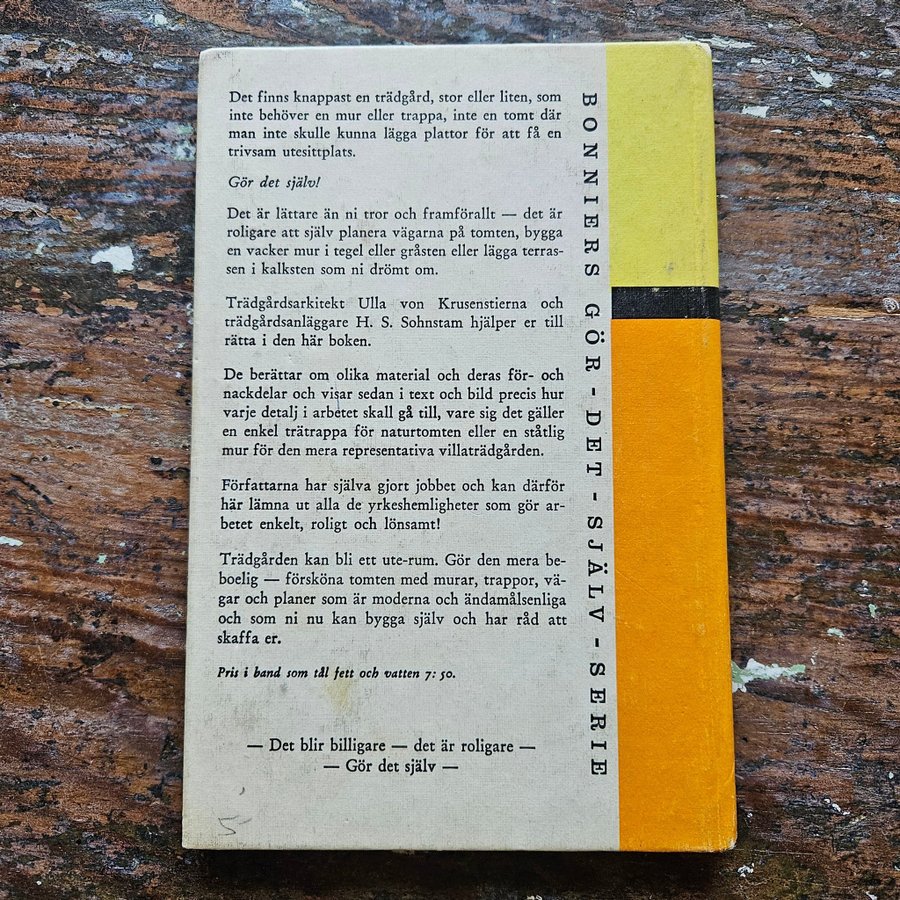 Det finns knappast en trädgård, stor eller liten, som
inte behöver en mur eller trappa, inte en tomt där
man inte skulle kunna lägga plattor för att få en
trivsam utesittplats.
Gör det själv!
Det är lättare än ni tror och framförallt — det är
roligare att själv planera vägarna på tomten, bygga
en vacker mur i tegel eller gråsten eller lägga terras-
sen i kalksten som ni drömt om.
Trädgårdsarkitekt Ulla von Krusenstierna och
trädgårdsanläggare H. S. Sohnstam hjälper er till
rätta i den här boken.
De berättar om olika material och deras för- och
nackdelar och visar sedan i text och bild precis hur
varje detalj i arbetet skall gå till, vare sig det gäller
en enkel trätrappa för naturtomten eller en ståtlig
mur för den mera representativa villaträdgården.
Författarna har själva gjort jobbet och kan därför
här lämna ut alla de yrkeshemligheter som gör ar-
betet enkelt, roligt och lönsamt!
Trädgården kan bli ett ute-rum. Gör den mera be-
boelig — försköna tomten med murar, trappor, vä-
gar och planer som är moderna och ändamålsenliga
och som ni nu kan bygga själv och har råd att
skaffa er.
Pris i band som tål fett och vatten 7: 50.
— Det blir billigare — det är roligare —
— Gör det själv —
5,
BONNIERS GÖR-DET-SJÄLV-SERIE